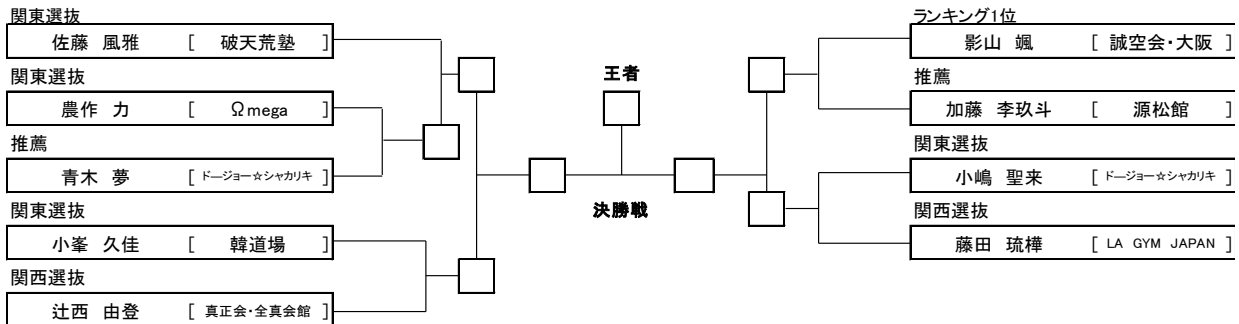 関東選抜
佐藤 風雅 [ 破天荒塾 ]
関東選抜
農作 力 [ Ωmega ]
推薦
青木 夢 [ ドージョー☆シャカリキ ]
関東選抜
小峯 久佳 [ 韓道場 ]
関西選抜
辻西 由登 [ 真正会・全真会館 ]
王者
決勝戦
ランキング1位
影山 颯 [ 誠空会・大阪 ]
推薦
加藤 李玖斗 [ 源松館 ]
関東選抜
小嶋 聖来 [ ドージョー☆シャカリキ ]
関西選抜
藤田 琉樺 [ LA GYM JAPAN ]